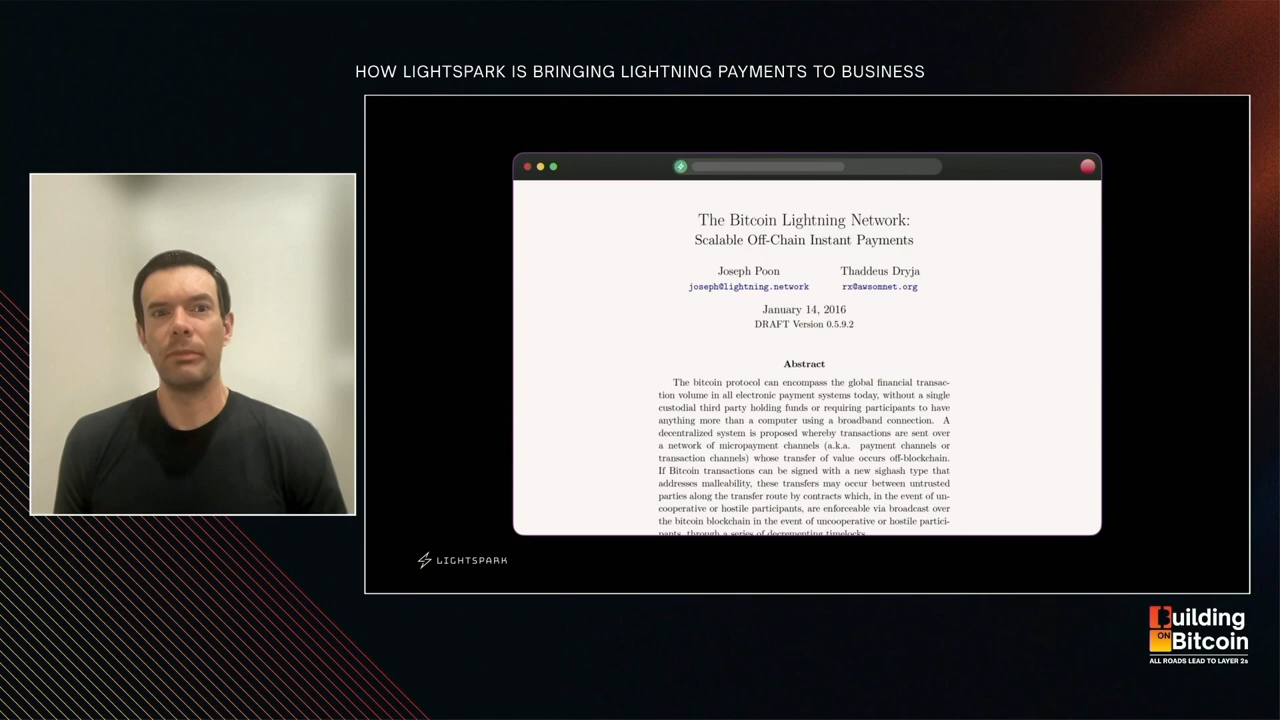 HOW LIGHTSPARK IS BRINGING LIGHTNING PAYMENTS TO BUSINESS
The Bitcoin Lightning Network:
Scalable Off-Chain Instant Payments
Joseph Poon Thaddeus Dryja
joseph@lightning.network rx@awsomnet.org
January 14, 2016
DRAFT Version 0.5.9.2
Abstract
The bitcoin protocol can encompass the global financial transac-
tion volume in all electronic payment systems today, without a single
custodial third party holding funds or requiring participants to have
anything more than a computer using a broadband connection. A
decentralized system is proposed whereby transactions are sent over
a network of micropayment channels (a.k.a. payment channels or
transaction channels) whose transfer of value occurs off-blockchain.
If Bitcoin transactions can be signed with a new sighash type that
addresses malleability, these transfers may occur between untrusted
parties along the transfer route by contracts which, in the event of un-
cooperative or hostile participants, are enforceable via broadcast over
the bitcoin blockchain in the event of uncooperative or hostile partici-
pants, through a series of decrementing timelocks.
LIGHTSPARK
Building
ON Bitcoin
ALL ROADS LEAD TO LAYER 2s